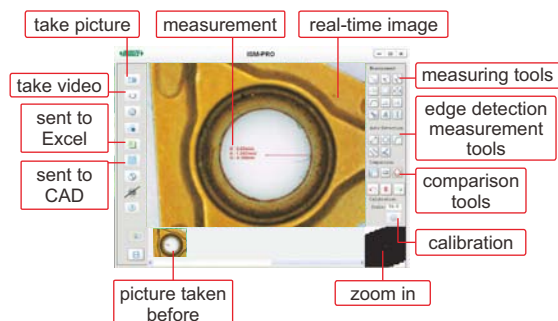 take picture
measurement
real-time image
ISM-PRO
measuring tools
take video
edge detection
measurement
tools
sent to
Excel
sent to
CAD
comparison
tools
calibration
picture taken
before
zoom in